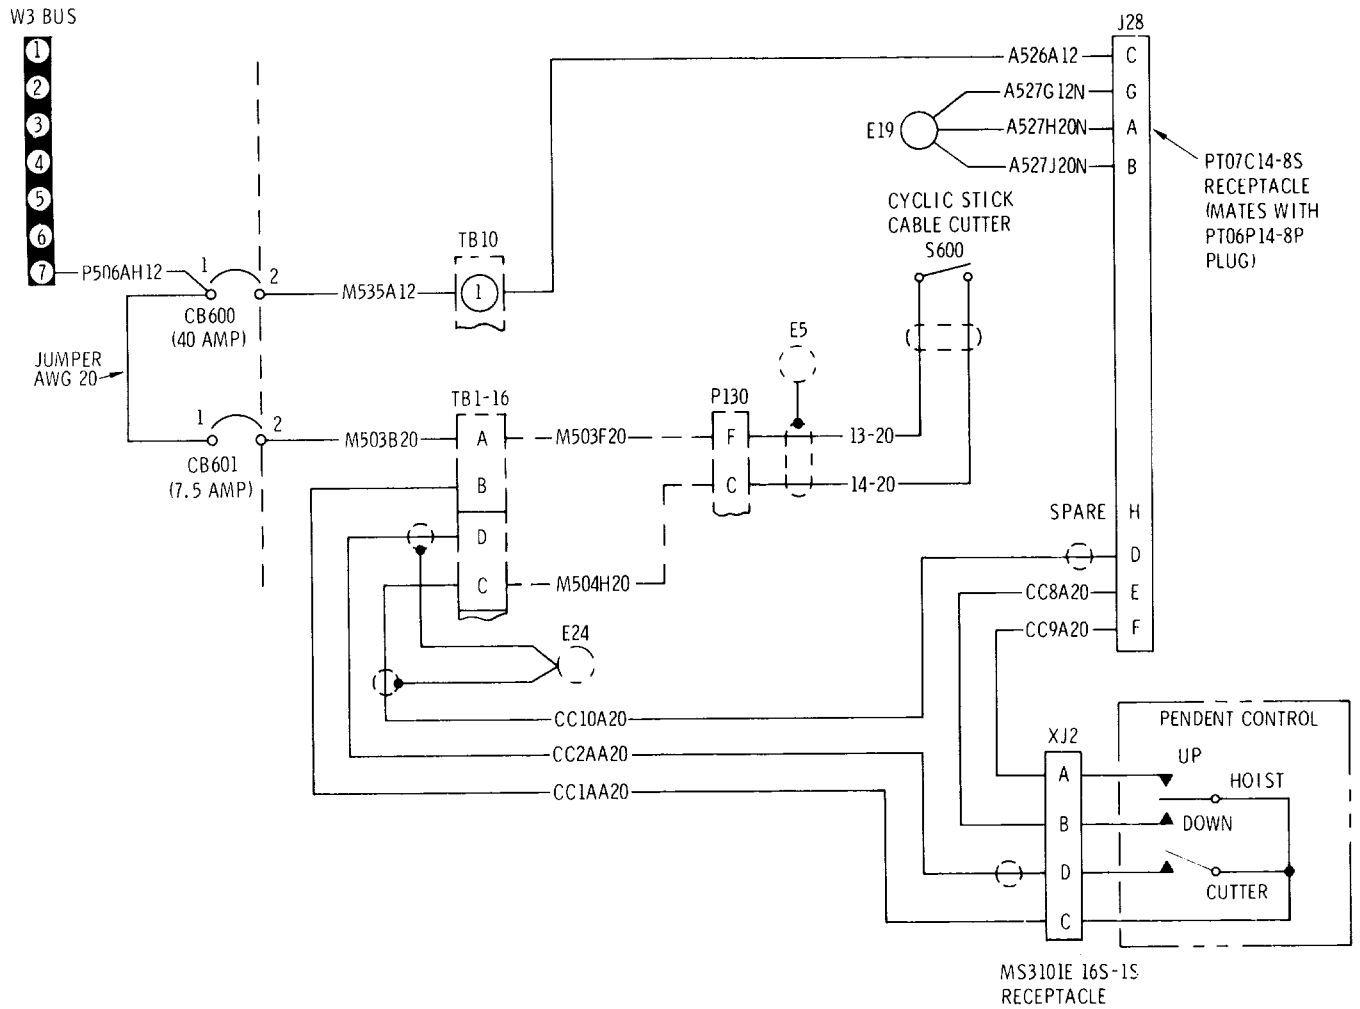 W3 BUS
1
2
3
4
5
6
7
P506AH12
1
2
CB600
(40 AMP)
M535A12
TB10
1
JUMPER
AWG 20
1
2
CB601
(7.5 AMP)
M503B20
TB1-16
A
B
D
C
M503F20
M504H20
P130
F
C
E5
13-20
14-20
CYCLIC STICK
CABLE CUTTER
S600
E19
J28
A526A12
C
A527G12N
G
A527H20N
A
A527J20N
B
PT07C14-8S
RECEPTACLE
(MATES WITH
PT06P14-8P
PLUG)
SPARE
H
D
CC8A20
E
CC9A20
F
E24
CC10A20
CC2AA20
CC1AA20
XJ2
A
B
D
C
PENDENT CONTROL
UP
HOIST
DOWN
CUTTER
MS3101E 16S-1S
RECEPTACLE